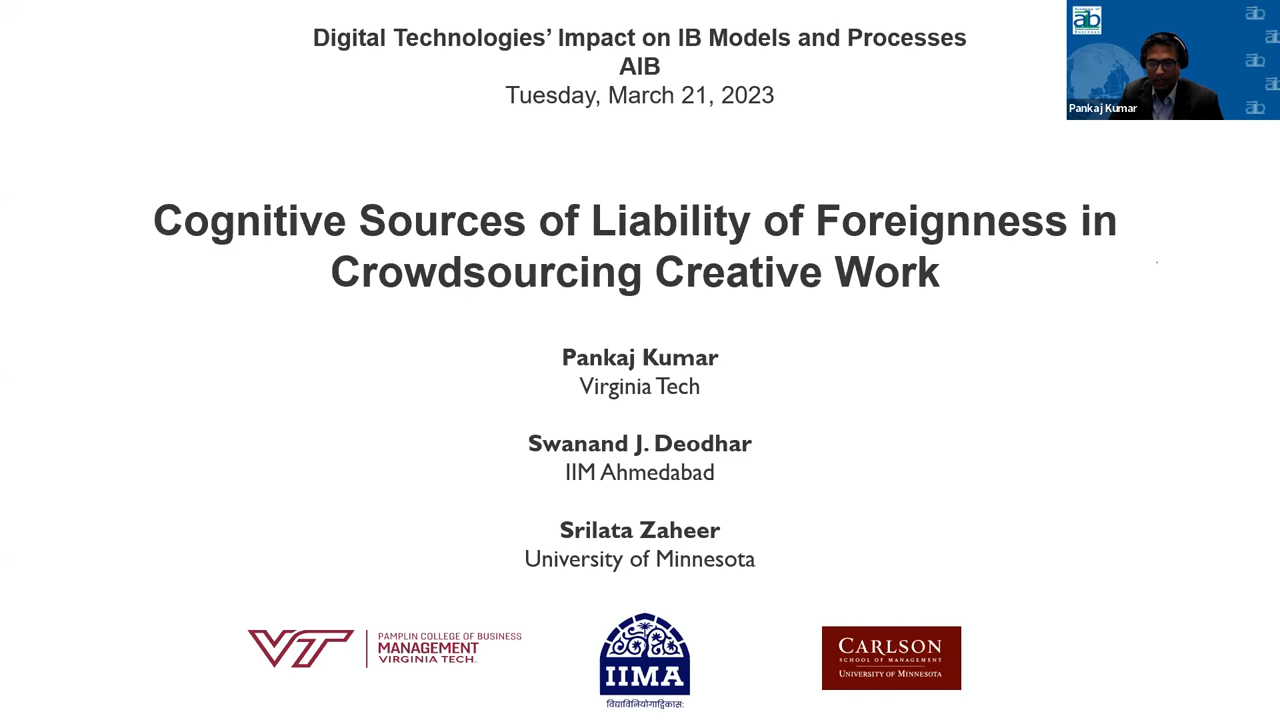 Digital Technologies’ Impact on IB Models and Processes
AIB
Tuesday, March 21, 2023
aib
Pankaj Kumar
Cognitive Sources of Liability of Foreignness in
Crowdsourcing Creative Work
Pankaj Kumar
Virginia Tech
Swanand J. Deodhar
IIM Ahmedabad
Srilata Zaheer
University of Minnesota
VT
PAMPLIN COLLEGE OF BUSINESS
MANAGEMENT
VIRGINIA TECH.
IIMA
विद्याविनियोगाद्विकास:
CARLSON
SCHOOL OF MANAGEMENT
UNIVERSITY OF MINNESOTA